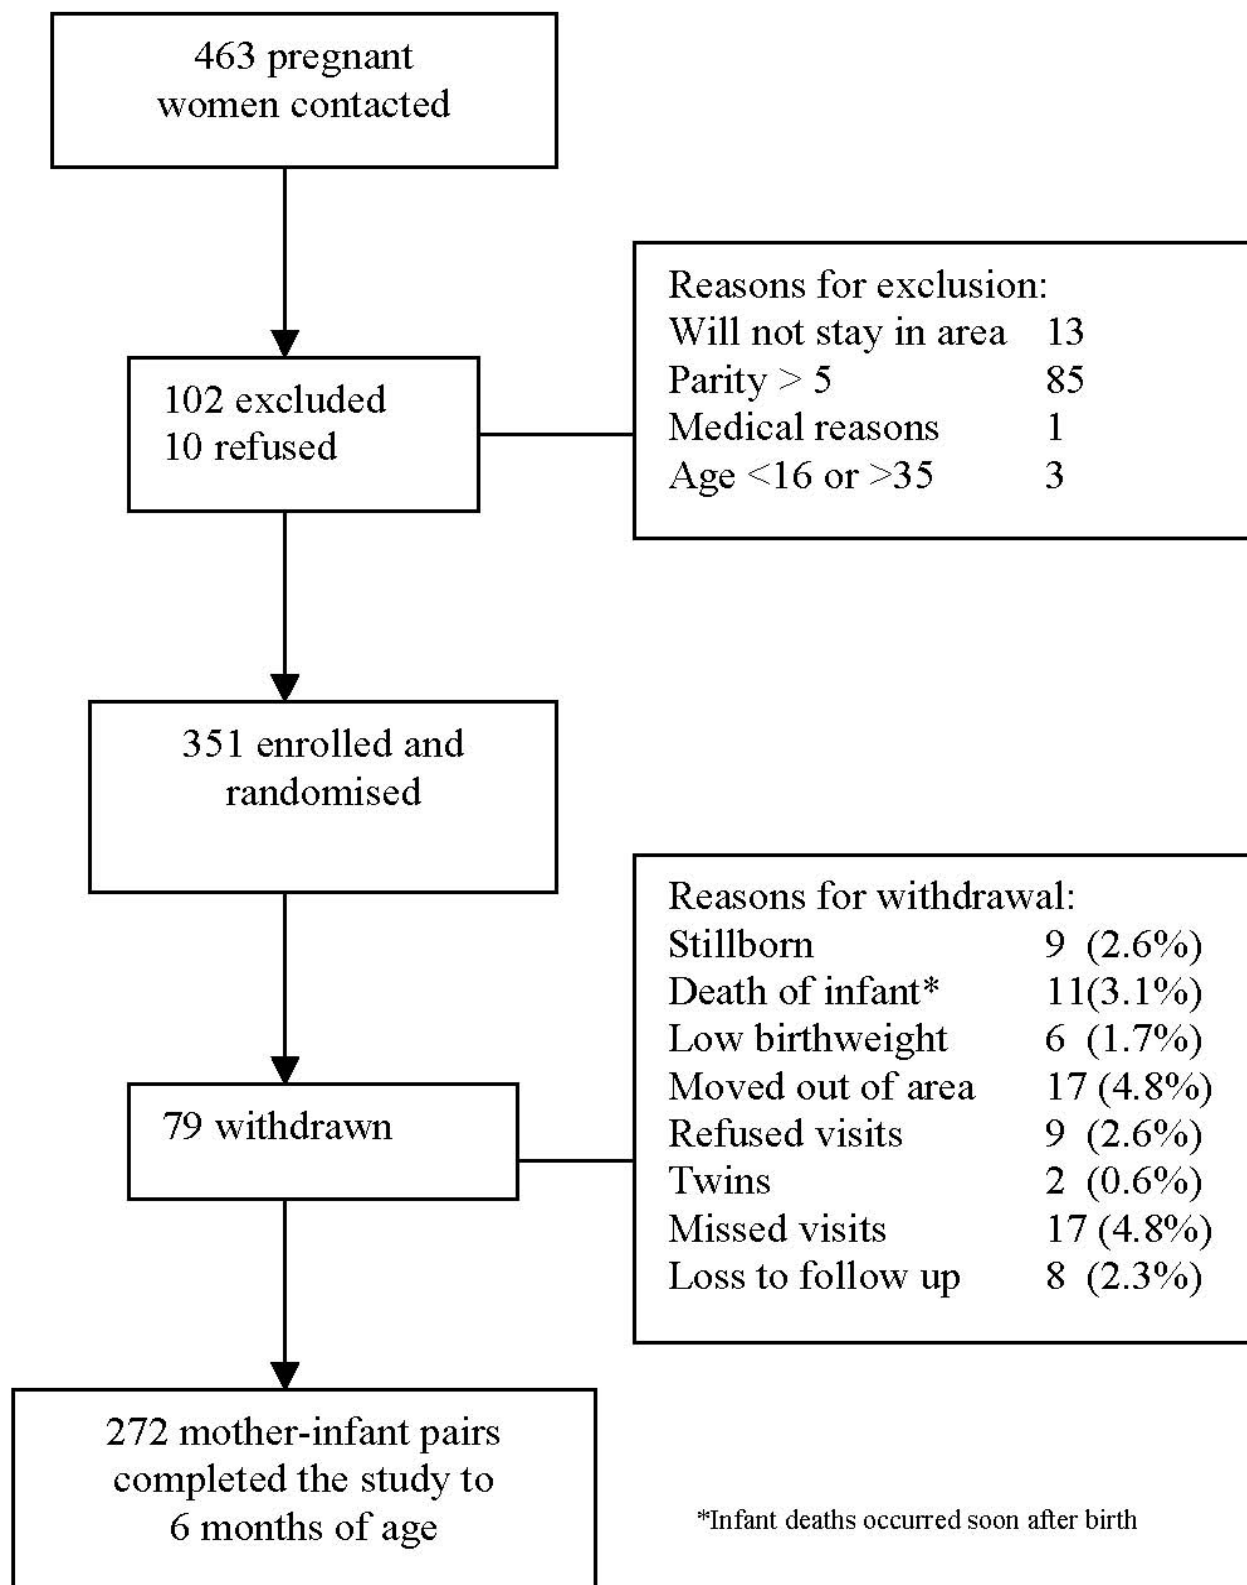 463 pregnant
women contacted
Reasons for exclusion:
Will not stay in area 13
Parity > 5 85
Medical reasons 1
Age <16 or >35 3
102 excluded
10 refused
351 enrolled and
randomised
Reasons for withdrawal:
Stillborn 9 (2.6%)
Death of infant* 11(3.1%)
Low birthweight 6 (1.7%)
Moved out of area 17 (4.8%)
Refused visits 9 (2.6%)
Twins 2 (0.6%)
Missed visits 17 (4.8%)
Loss to follow up 8 (2.3%)
79 withdrawn
272 mother-infant pairs
completed the study to
6 months of age
*Infant deaths occurred soon after birth